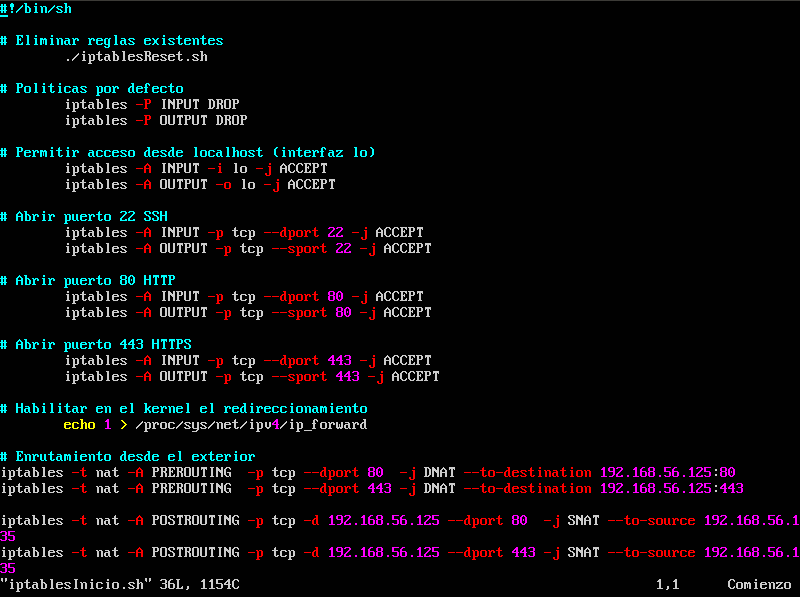 #!/bin/sh
# Eliminar reglas existentes
./iptablesReset.sh
# Politicas por defecto
iptables -P INPUT DROP
iptables -P OUTPUT DROP
# Permitir acceso desde localhost (interfaz lo)
iptables -A INPUT -i lo -j ACCEPT
iptables -A OUTPUT -o lo -j ACCEPT
# Abrir puerto 22 SSH
iptables -A INPUT -p tcp --dport 22 -j ACCEPT
iptables -A OUTPUT -p tcp --sport 22 -j ACCEPT
# Abrir puerto 80 HTTP
iptables -A INPUT -p tcp --dport 80 -j ACCEPT
iptables -A OUTPUT -p tcp --sport 80 -j ACCEPT
# Abrir puerto 443 HTTPS
iptables -A INPUT -p tcp --dport 443 -j ACCEPT
iptables -A OUTPUT -p tcp --sport 443 -j ACCEPT
# Habilitar en el kernel el redireccionamiento
echo 1 > /proc/sys/net/ipv4/ip_forward
# Enrutamiento desde el exterior
iptables -t nat -A PREROUTING  -p tcp --dport 80  -j DNAT --to-destination 192.168.56.125:80
iptables -t nat -A PREROUTING  -p tcp --dport 443 -j DNAT --to-destination 192.168.56.125:443
iptables -t nat -A POSTROUTING -p tcp -d 192.168.56.125 --dport 80  -j SNAT --to-source 192.168.56.1
35
iptables -t nat -A POSTROUTING -p tcp -d 192.168.56.125 --dport 443 -j SNAT --to-source 192.168.56.1
35
"iptablesInicio.sh" 36L, 1154C 1,1 Comienzo